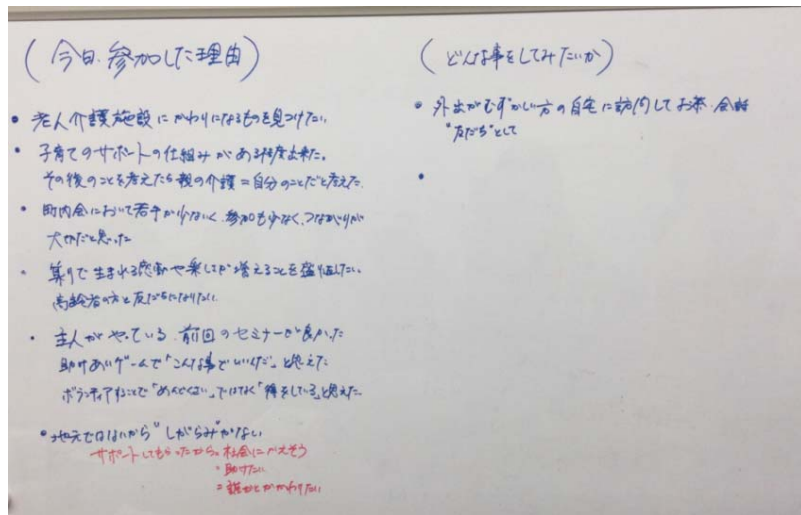 (今日参加した理由)
• 老人介護施設にかわりになるものを見つけたい
• 子育てのサポートの仕組みがある程度出来た。
その後のことを考えたら親の介護=自分のことだと考えた
• 町内会において若手が少ないく、参加も少なく、つながりが
大切だと思った
• 集りで生まれる感動や楽しさが増えることを
高齢者の方と友だちになりたい
• 主人がやっている、前回のセミナーが良かった
助けあいゲームで「こんな事でいいんだ」と思えた
ボランティアすることで「めんどくさい」ではなく「得をしている」と思えた
• 地元ではないから"しがらみ"がない
サポートしてもらったから。社会にかえそう
・助けたい
= 誰かとかかわりたい
(どんな事をしてみたいか)
• 外出がむずかしい方の自宅に訪問してお茶・会話
"友だち"として
•